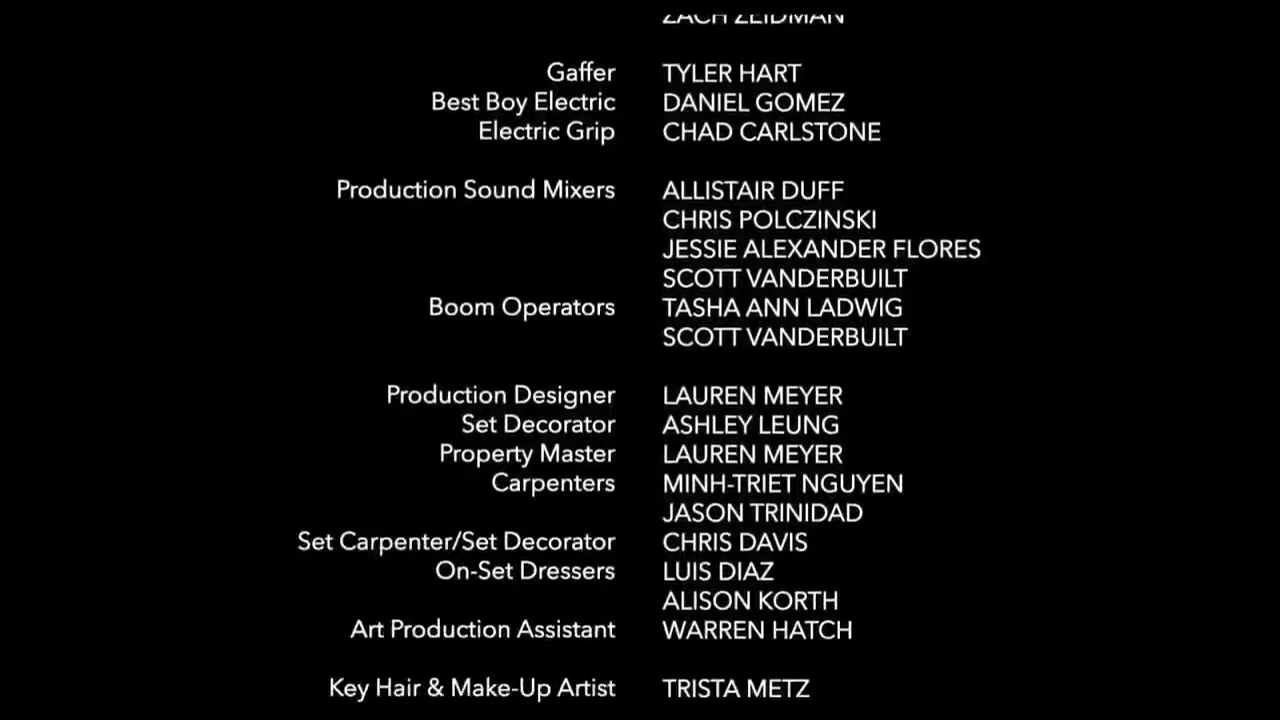 ZACH ZEIDMAN
Gaffer TYLER HART
Best Boy Electric DANIEL GOMEZ
Electric Grip CHAD CARLSTONE
Production Sound Mixers ALLISTAIR DUFF
CHRIS POLCZINSKI
JESSIE ALEXANDER FLORES
SCOTT VANDERBUILT
Boom Operators TASHA ANN LADWIG
SCOTT VANDERBUILT
Production Designer LAUREN MEYER
Set Decorator ASHLEY LEUNG
Property Master LAUREN MEYER
Carpenters MINH-TRIET NGUYEN
JASON TRINIDAD
Set Carpenter/Set Decorator CHRIS DAVIS
On-Set Dressers LUIS DIAZ
ALISON KORTH
Art Production Assistant WARREN HATCH
Key Hair & Make-Up Artist TRISTA METZ